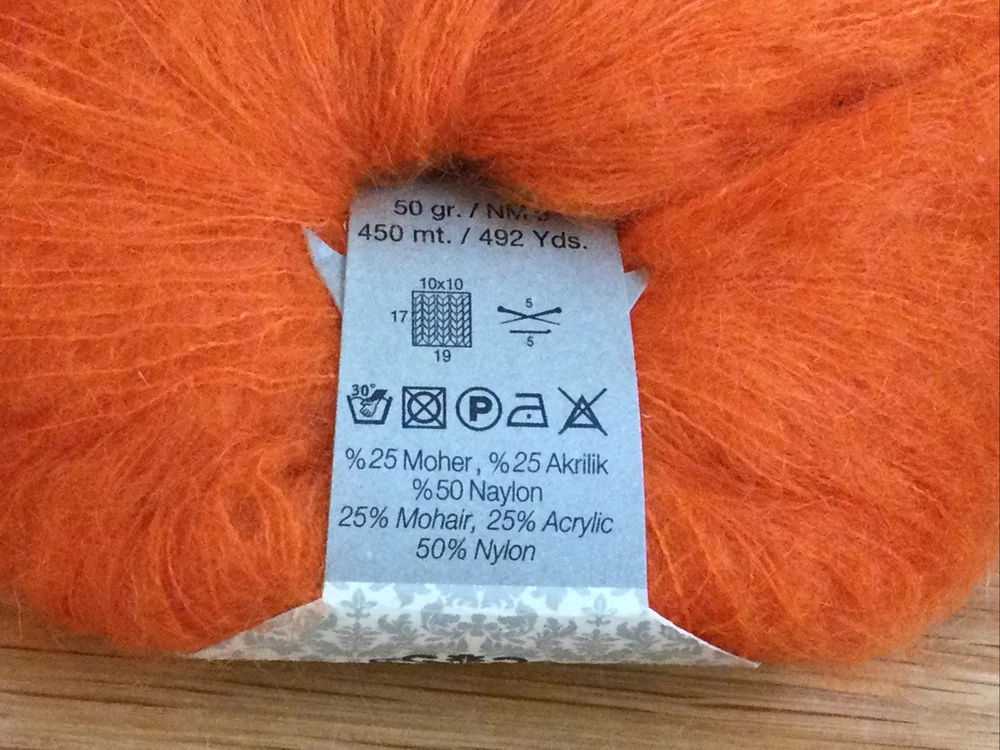 50 gr. / NM 9
450 mt. / 492 Yds.
10x10
17
19
5
5
30°
P
%25 Moher, %25 Akrilik
%50 Naylon
25% Mohair, 25% Acrylic
50% Nylon